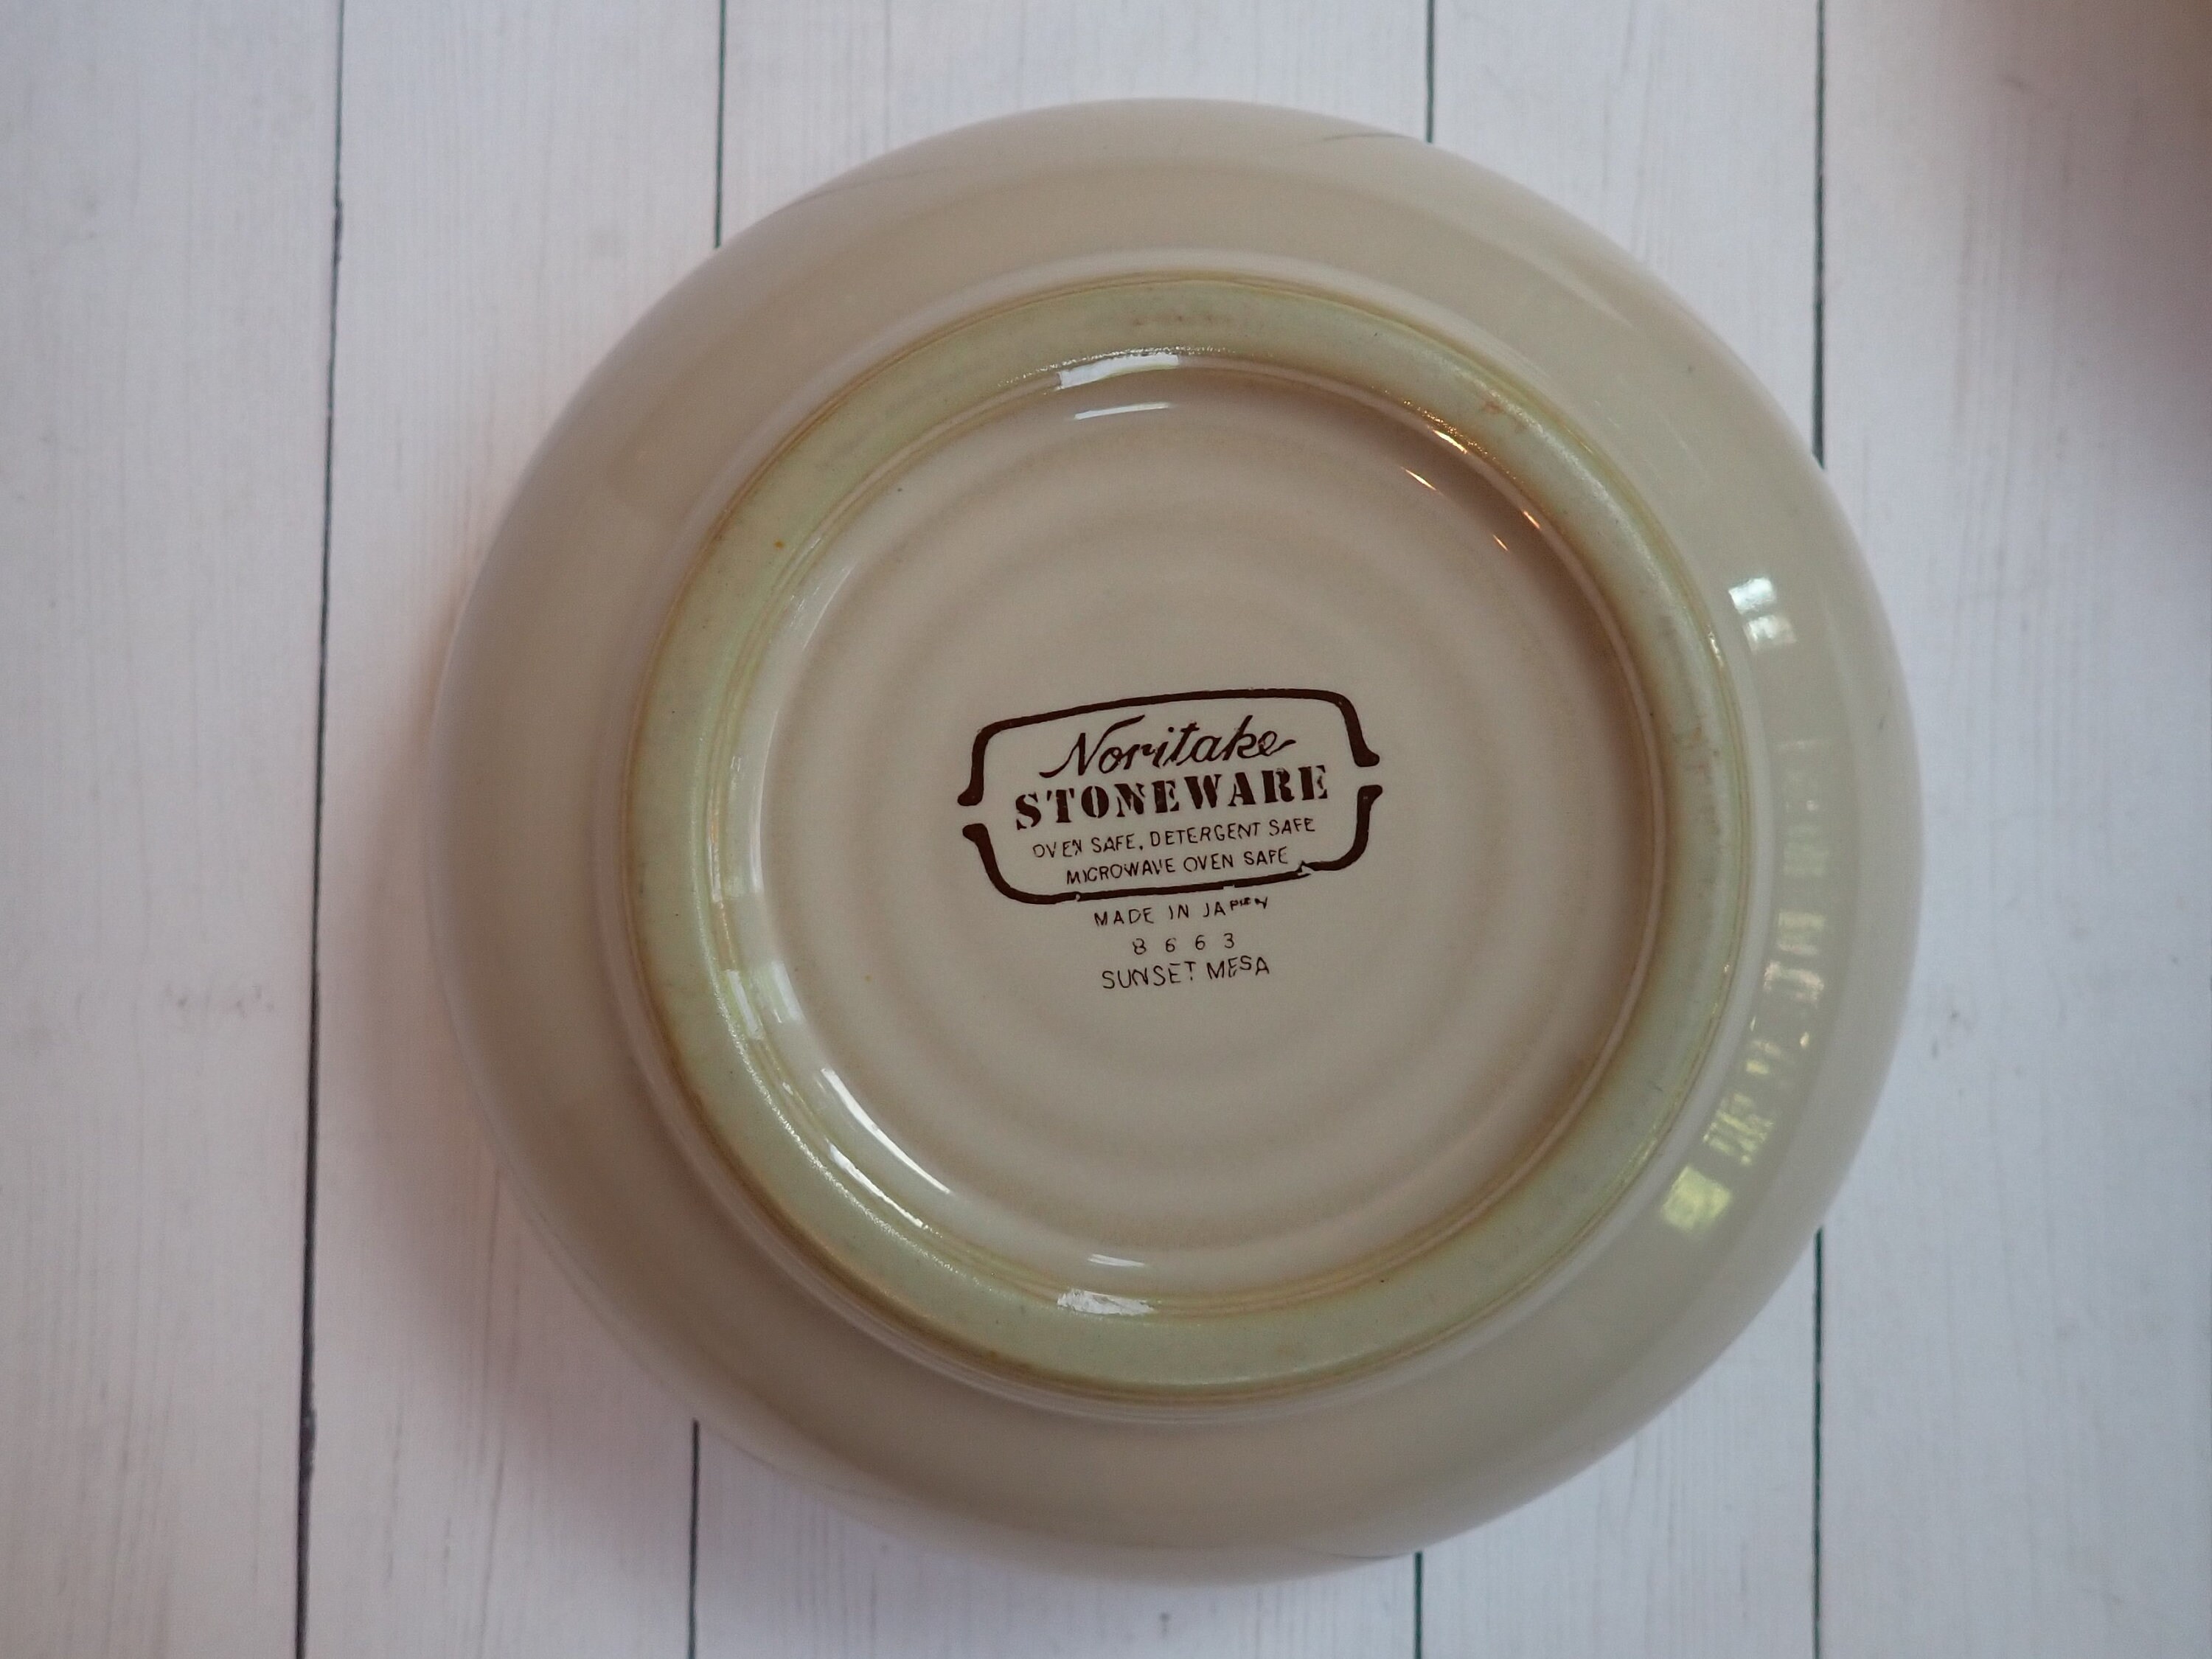 Noritake
STONEWARE
OVEN SAFE, DETERGENT SAFE
MICROWAVE OVEN SAFE
MADE IN JAPAN
8663
SUNSET MESA